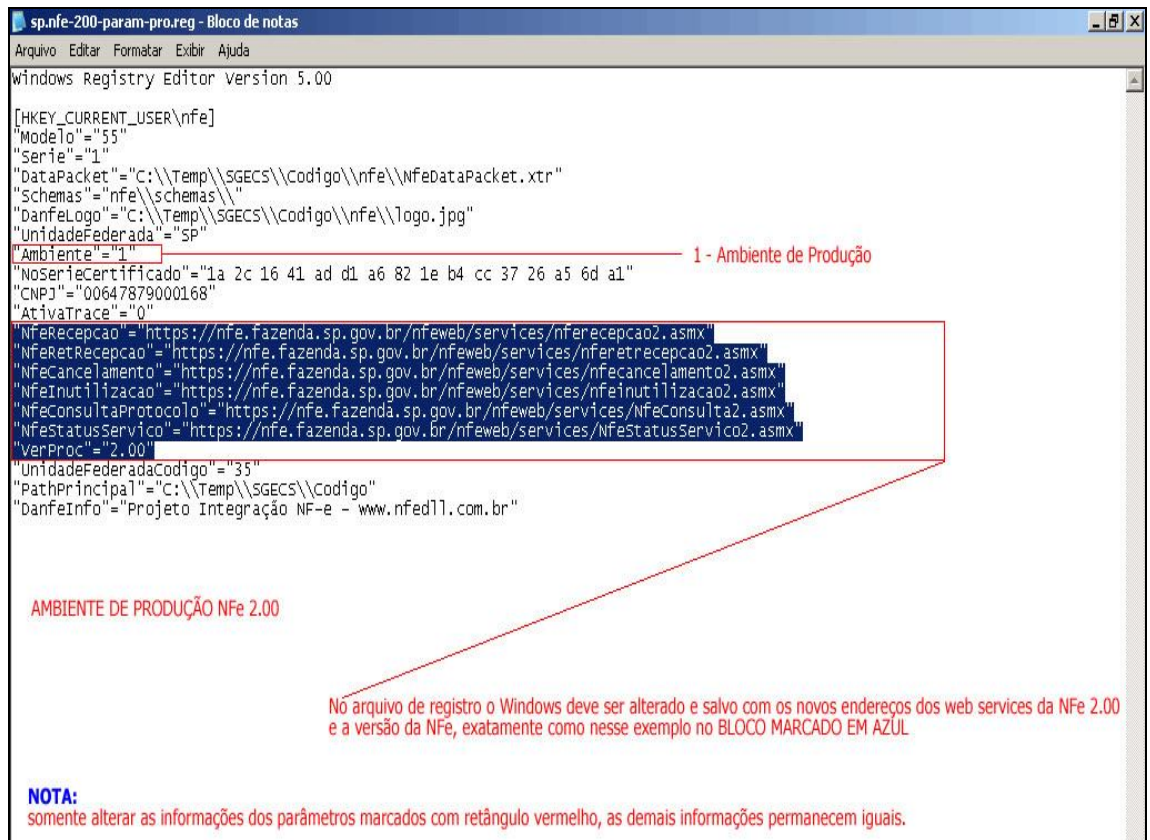 sp.nfe-200-param-pro.reg - Bloco de notas
Arquivo Editar Formatar Exibir Ajuda
Windows Registry Editor Version 5.00
[HKEY_CURRENT_USER\nfe]
"Modelo"="55"
"Serie"="1"
"DataPacket"="C:\\Temp\\SGECS\\Codigo\\nfe\\NfeDataPacket.xtr"
"Schemas"="nfe\\schemas\\"
"DanfeLogo"="C:\\Temp\\SGECS\\Codigo\\nfe\\logo.jpg"
"UnidadeFederada"="SP"
"Ambiente"="1"
1 - Ambiente de Produção
"NoSerieCertificado"="1a 2c 16 41 ad d1 a6 82 1e b4 cc 37 26 a5 6d a1"
"CNPJ"="00647879000168"
"AtivaTrace"="0"
"NfeRecepcao"="https://nfe.fazenda.sp.gov.br/nfeweb/services/nferecepcao2.asmx"
"NfeRetRecepcao"="https://nfe.fazenda.sp.gov.br/nfeweb/services/nferetrecepcao2.asmx"
"NfeCancelamento"="https://nfe.fazenda.sp.gov.br/nfeweb/services/nfecancelamento2.asmx"
"NfeInutilizacao"="https://nfe.fazenda.sp.gov.br/nfeweb/services/nfeinutilizacao2.asmx"
"NfeConsultaProtocolo"="https://nfe.fazenda.sp.gov.br/nfeweb/services/NfeConsulta2.asmx"
"NfeStatusServico"="https://nfe.fazenda.sp.gov.br/nfeweb/services/NfeStatusServico2.asmx"
"VerProc"="2.00"
"UnidadeFederadaCodigo"="35"
"PathPrincipal"="C:\\Temp\\SGECS\\Codigo"
"DanfeInfo"="Projeto Integração NF-e - www.nfedll.com.br"
AMBIENTE DE PRODUÇÃO NFe 2.00
No arquivo de registro o Windows deve ser alterado e salvo com os novos endereços dos web services da NFe 2.00
e a versão da NFe, exatamente como nesse exemplo no BLOCO MARCADO EM AZUL
NOTA:
somente alterar as informações dos parâmetros marcados com retângulo vermelho, as demais informações permanecem iguais.